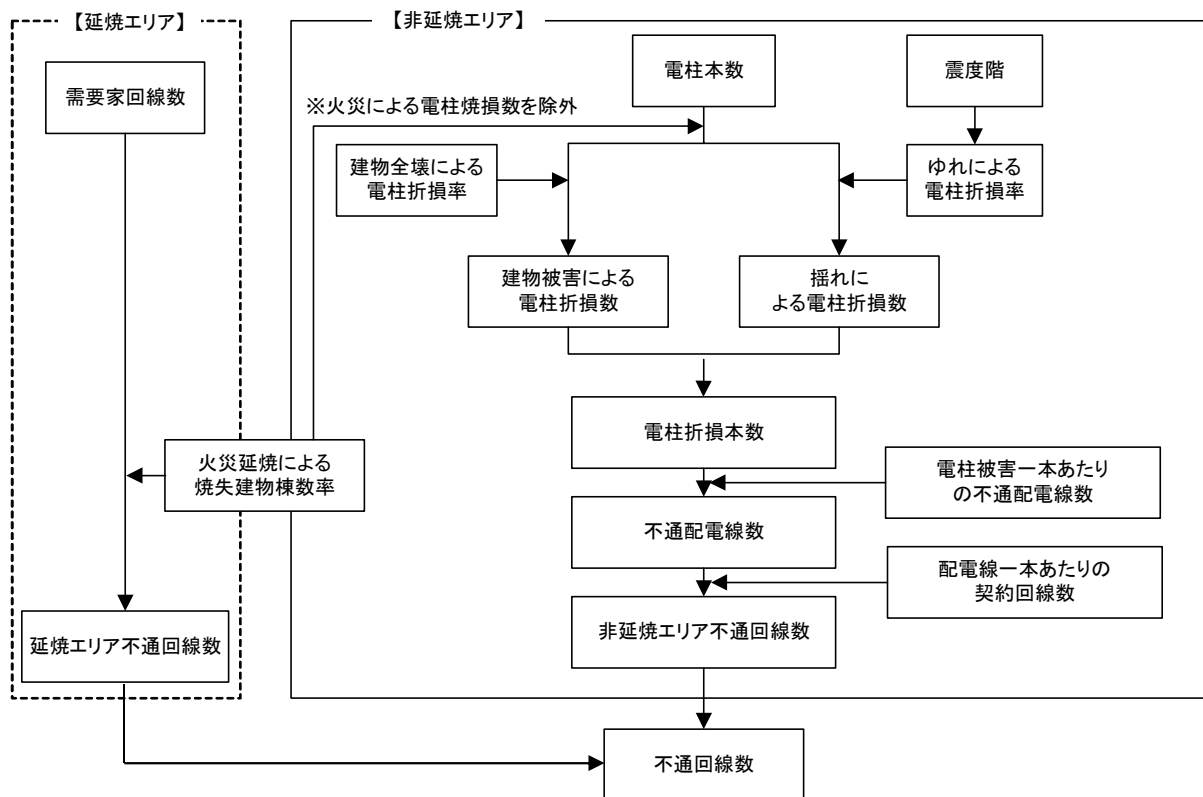 【延焼エリア】
【非延焼エリア】
需要家回線数
電柱本数
震度階
※火災による電柱焼損数を除外
建物全壊による
電柱折損率
ゆれによる
電柱折損率
建物被害による
電柱折損数
揺れに
よる電柱折損数
電柱折損本数
火災延焼による
焼失建物棟数率
電柱被害一本あたり
の不通配電線数
不通配電線数
配電線一本あたりの
契約回線数
延焼エリア不通回線数
非延焼エリア不通回線数
不通回線数